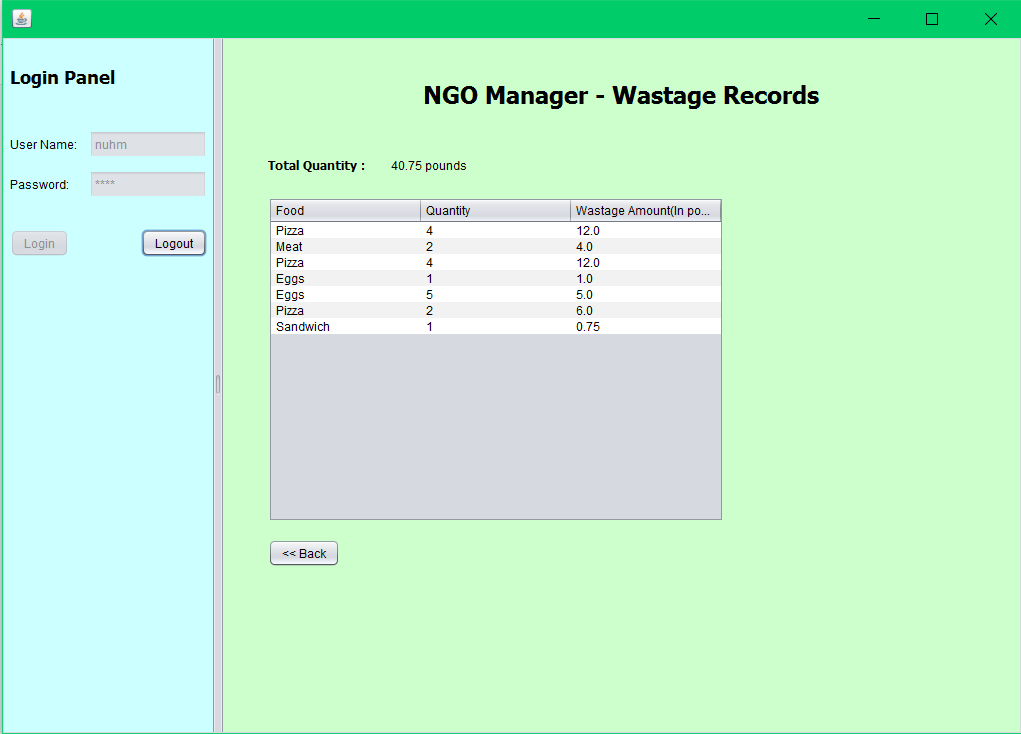 Login Panel
User Name: nuhm
Password: ****
Login Logout
NGO Manager - Wastage Records
Total Quantity : 40.75 pounds
Food Quantity Wastage Amount(In po...
Pizza 4 12.0
Meat 2 4.0
Pizza 4 12.0
Eggs 1 1.0
Eggs 5 5.0
Pizza 2 6.0
Sandwich 1 0.75
<< Back